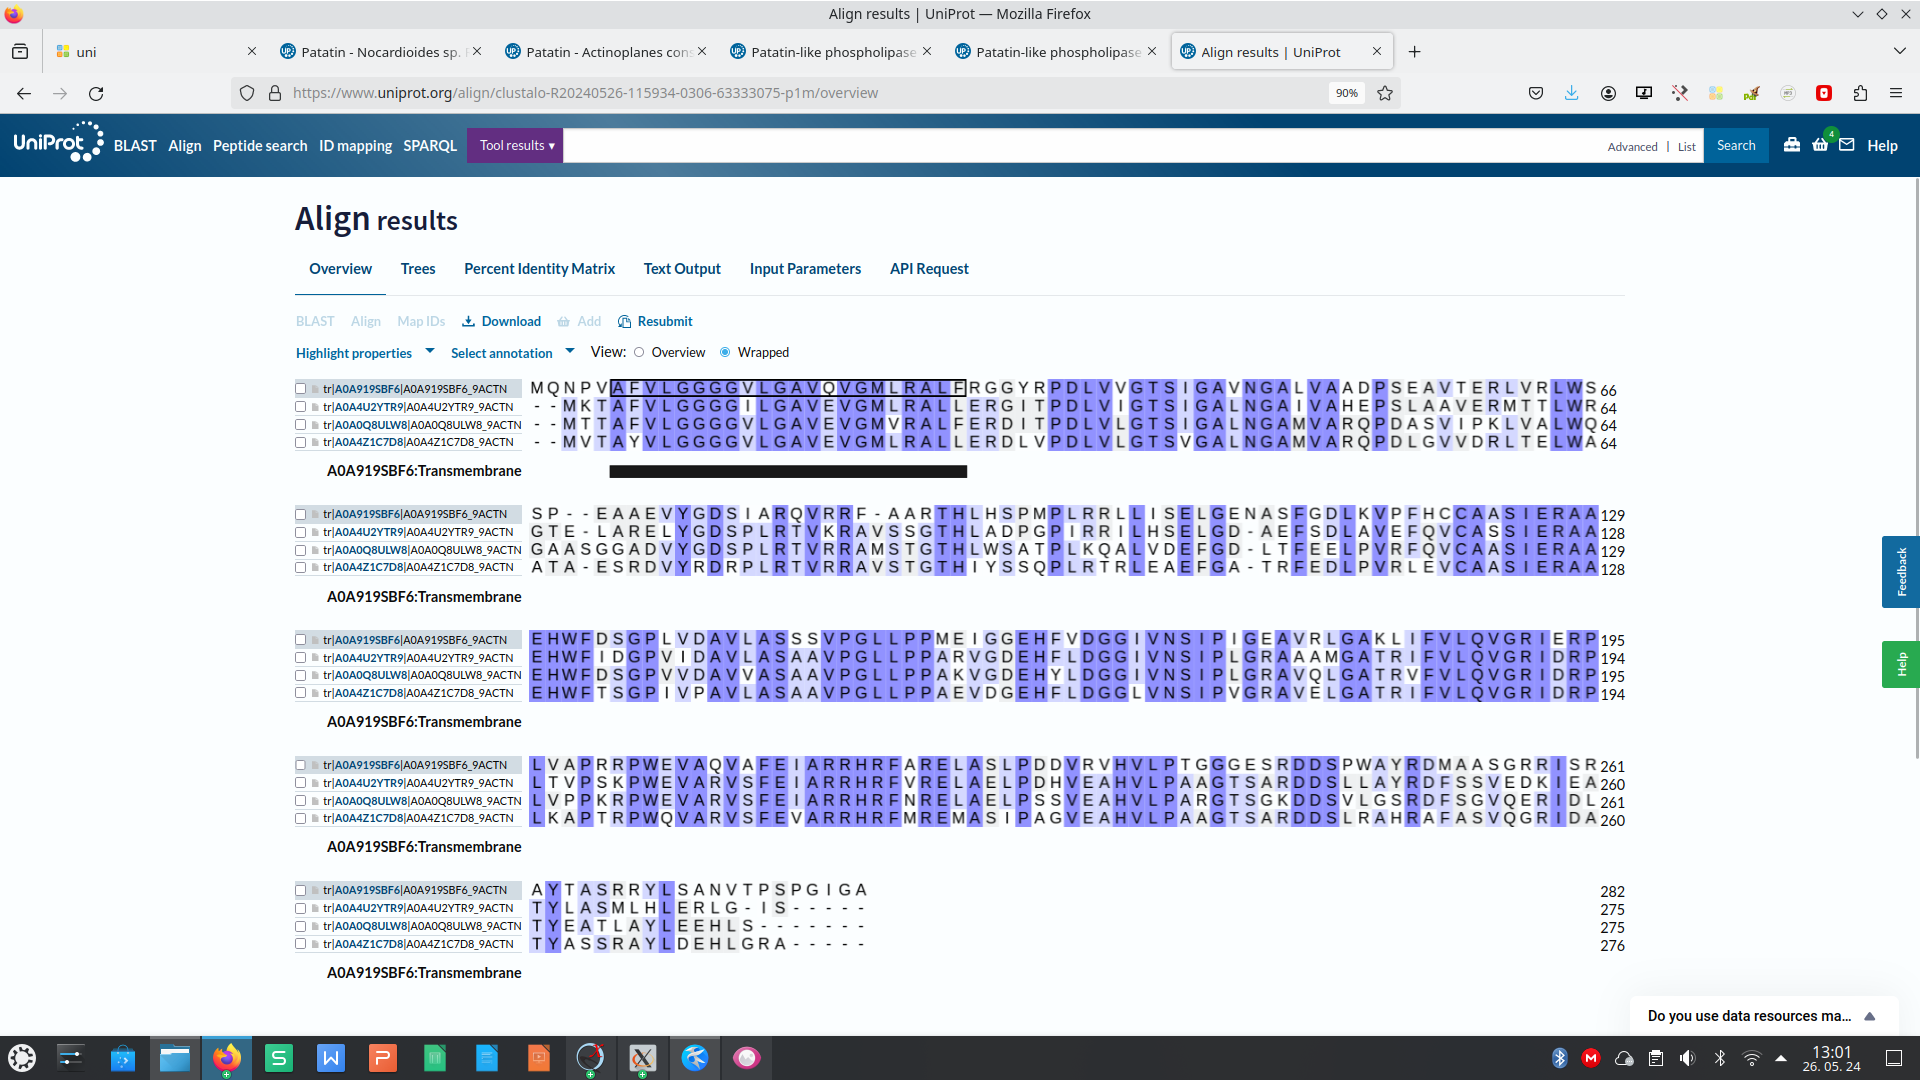 Align results | UniProt — Mozilla Firefox
uni
Patatin - Nocardioides sp.
Patatin - Actinoplanes cons
Patatin-like phospholipase
Patatin-like phospholipase
Align results | UniProt
https://www.uniprot.org/align/clustalo-R20240526-115934-0306-63333075-p1m/overview
90%
UniProt BLAST Align Peptide search ID mapping SPARQL Tool results ▾ Advanced | List Search 4 Help
Align results
Overview Trees Percent Identity Matrix Text Output Input Parameters API Request
BLAST Align Map IDs Download Add Resubmit
Highlight properties Select annotation View: Overview Wrapped
tr|A0A919SBF6|A0A919SBF6_9ACTN MQNPVAFVLGGGGVLGAVQVGMLRALFRGGYRPDLVVGTSIGAVNGALVAADPSEAVTERLVRLWS 66
tr|A0A4U2YTR9|A0A4U2YTR9_9ACTN --MKTAFVLGGGGILGAVEVGMLRALLERGITPDLVIGTSIGALNGAIVAHEPSLAAVERMTTLWR 64
tr|A0A0Q8ULW8|A0A0Q8ULW8_9ACTN --MTTAFVLGGGGVLGAVEVGMVRALFERDITPDLVLGTSIGALNGAMVARQPDASVIPKLVALWQ 64
tr|A0A4Z1C7D8|A0A4Z1C7D8_9ACTN --MVTAYVLGGGGVLGAVEVGMLRALLERDLVPDLVLGTSVGALNGAMVARQPDLGVVDRLTELWA 64
A0A919SBF6:Transmembrane
tr|A0A919SBF6|A0A919SBF6_9ACTN SP--EAAEVYGDSIARQVRRF-AARTHLHSPMPLRRLLISELGENASFGDLKVPFHCCAASIERAA 129
tr|A0A4U2YTR9|A0A4U2YTR9_9ACTN GTE-LARELYGDSPLRTVKRAVSSGTHLADPGPIRRILHSELGD-AEFSDLAVEFQVCASSIERAA 128
tr|A0A0Q8ULW8|A0A0Q8ULW8_9ACTN GAASGGADVYGDSPLRTVRRAMSTGTHLWSATPLKQALVDEFGD-LTFEELPVRFQVCAASIERAA 129
tr|A0A4Z1C7D8|A0A4Z1C7D8_9ACTN ATA-ESRDVYRDRPLRTVRRAVSTGTHIYSSQPLRTRLEAEFGA-TRFEDLPVRLEVCAASIERAA 128
A0A919SBF6:Transmembrane
tr|A0A919SBF6|A0A919SBF6_9ACTN EHWFDSGPLVDAVLASSSVPGLLPPMEIGGEHFVDGGIVNSIPIGEAVRLGAKLIFVLQVGRIERP 195
tr|A0A4U2YTR9|A0A4U2YTR9_9ACTN EHWFIDGPVIDAVLASAAVPGLLPPARVGDEHFLDGGIVNSIPLGRAAAMGATRIFVLQVGRIDRP 194
tr|A0A0Q8ULW8|A0A0Q8ULW8_9ACTN EHWFDSGPVVDAVVASAAVPGLLPPAKVGDEHYLDGGIVNSIPLGRAVQLGATRVFVLQVGRIDRP 195
tr|A0A4Z1C7D8|A0A4Z1C7D8_9ACTN EHWFTSGPIVPAVLASAAVPGLLPPAEVDGEHFLDGGLVNSIPVGRAVELGATRIFVLQVGRIDRP 194
A0A919SBF6:Transmembrane
tr|A0A919SBF6|A0A919SBF6_9ACTN LVAPRRPWEVAQVAFEIARRHRFARELASLPDDVRVHVLPTGGGESRDDSPWAYRDMAASGRRISR 261
tr|A0A4U2YTR9|A0A4U2YTR9_9ACTN LTVPSKPWEVARVSFEIARRHRFVRELAELPDHVEAHVLPAAGTSARDDSLLAYRDFSSVEDKIEA 260
tr|A0A0Q8ULW8|A0A0Q8ULW8_9ACTN LVPPKRPWEVARVSFEIARRHRFNRELAELPSSVEAHVLPARGTSGKDDSVLGSRDFSGVQERIDL 261
tr|A0A4Z1C7D8|A0A4Z1C7D8_9ACTN LKAPTRPWQVARVSFEVARRHRFMREMASIPAGVEAHVLPAAGTSARDDSLRAHRAFASVQGRIDA 260
A0A919SBF6:Transmembrane
tr|A0A919SBF6|A0A919SBF6_9ACTN AYTASRRYLSANVTPSPGIGA 282
tr|A0A4U2YTR9|A0A4U2YTR9_9ACTN TYLASMLHLERLG-IS----- 275
tr|A0A0Q8ULW8|A0A0Q8ULW8_9ACTN TYEATLAYLEEHLS------- 275
tr|A0A4Z1C7D8|A0A4Z1C7D8_9ACTN TYASSRAYLDEHLGRA----- 276
A0A919SBF6:Transmembrane
Feedback
Help
Do you use data resources ma...
13:01
26. 05. 24